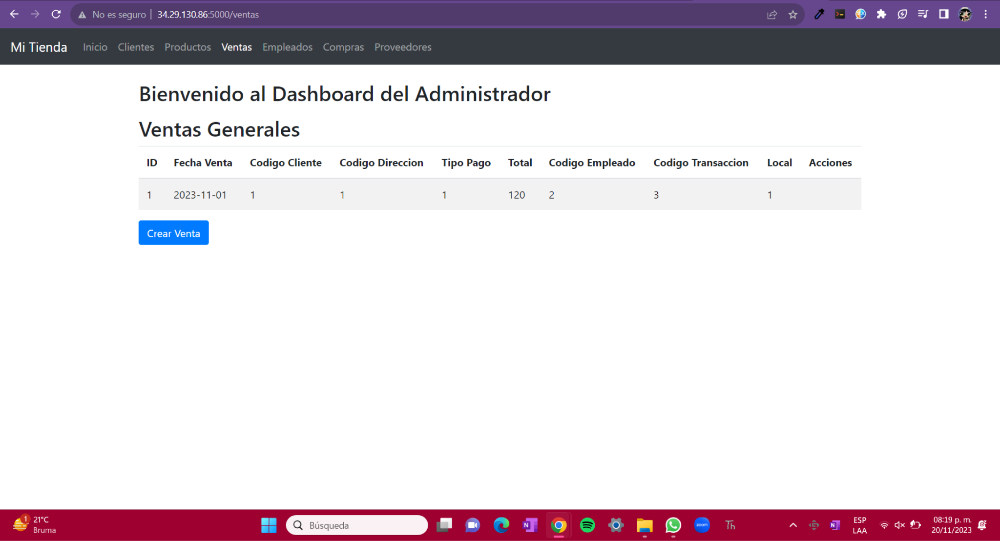 No es seguro | 34.29.130.86:5000/ventas
Mi Tienda Inicio Clientes Productos Ventas Empleados Compras Proveedores
Bienvenido al Dashboard del Administrador
Ventas Generales
ID Fecha Venta Codigo Cliente Codigo Direccion Tipo Pago Total Codigo Empleado Codigo Transaccion Local Acciones
1 2023-11-01 1 1 1 120 2 3 1
Crear Venta
1 21°C
Bruma
Búsqueda
N
zoom
Th
N
ESP
LAA
08:19 p. m.
20/11/2023